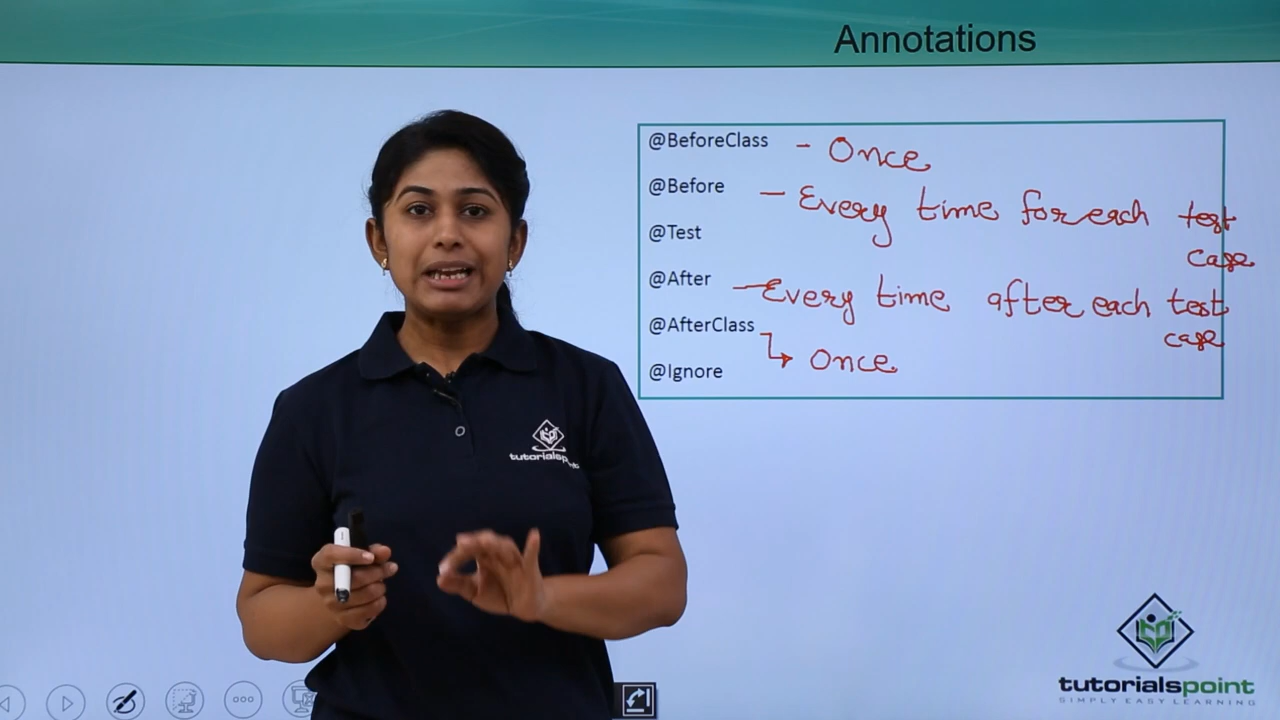 Annotations
@BeforeClass - Once
@Before - Every time for each test
case
@Test
@After - Every time after each test
case
@AfterClass
↳ Once
@Ignore
tutorialspoint
SIMPLY EASY LEARNING